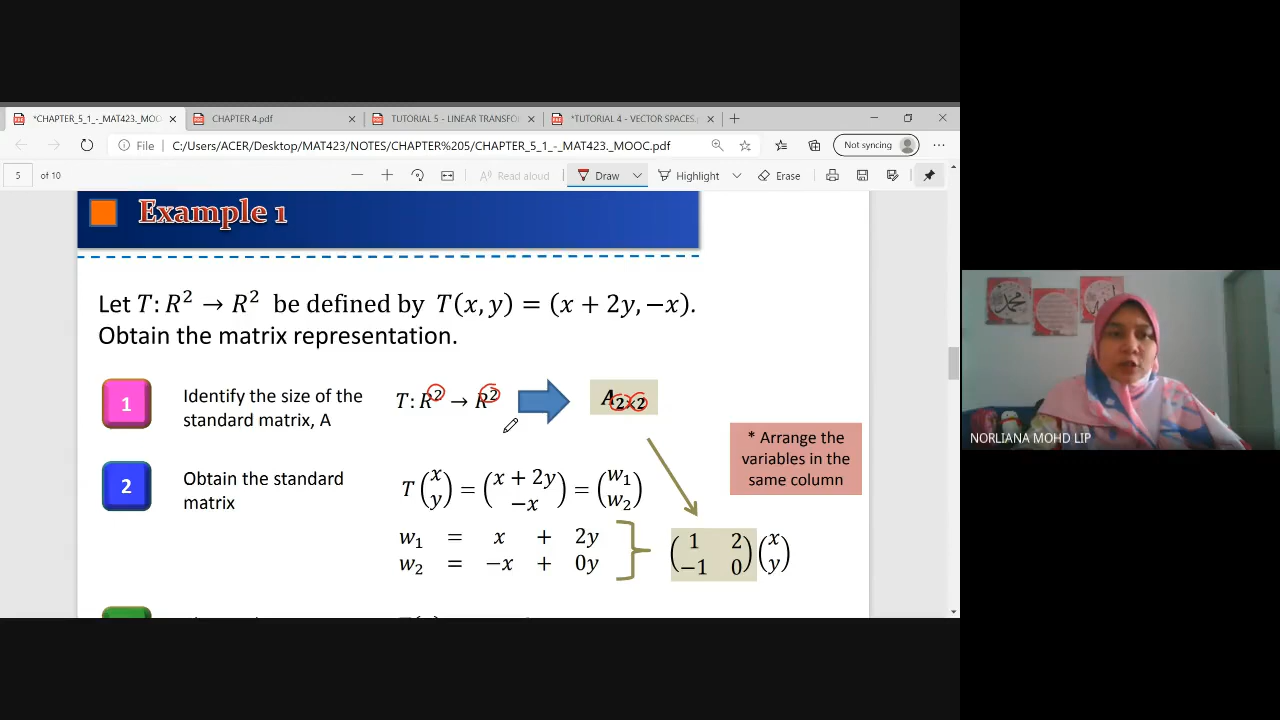 *CHAPTER_5_1_-_MAT423._MOO
CHAPTER 4.pdf
TUTORIAL 5 - LINEAR TRANSFO
*TUTORIAL 4 - VECTOR SPACES.p
File C:/Users/ACER/Desktop/MAT423/NOTES/CHAPTER%205/CHAPTER_5_1_-_MAT423._MOOC.pdf
Not syncing
5 of 10
Read aloud
Draw
Highlight
Erase
Example 1
Let T: R² → R² be defined by T(x, y) = (x + 2y, −x).
Obtain the matrix representation.
1
Identify the size of the
standard matrix, A
T: R² → R²
A₂ₓ₂
* Arrange the
variables in the
same column
2
Obtain the standard
matrix
T (x y) = (x + 2y −x) = (w₁ w₂)
w₁ = x + 2y
w₂ = −x + 0y
(1 2 −1 0) (x y)
NORLIANA MOHD LIP